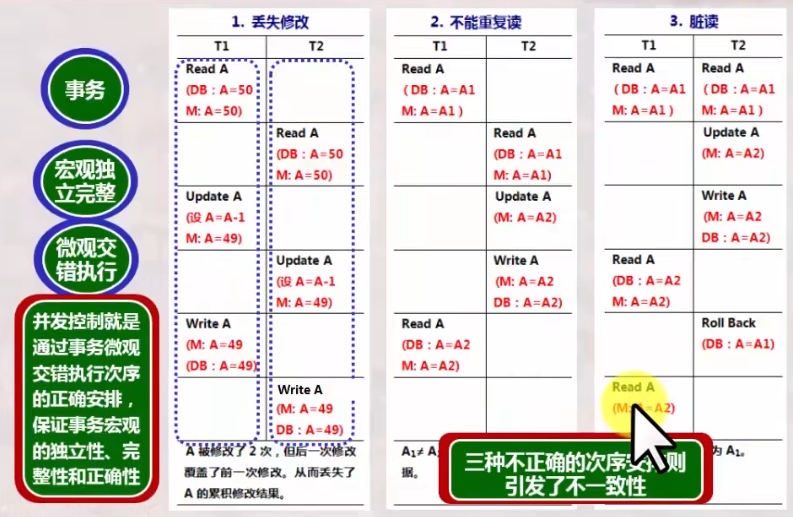 事务
宏观独
立完整
微观交
错执行
并发控制就是
通过事务微观
交错执行次序
的正确安排，
保证事务宏观
的独立性、完
整性和正确性
1. 丢失修改
T1 T2
Read A
(DB：A=50
M: A=50)
Read A
(DB：A=50
M: A=50)
Update A
(设 A=A-1
M: A=49)
Update A
(设 A=A-1
M: A=49)
Write A
(M: A=49
(DB：A=49)
Write A
(M: A=49
DB：A=49)
A 被修改了 2 次，但后一次修改
覆盖了前一次修改。从而丢失了
A 的累积修改结果。
2. 不能重复读
T1 T2
Read A
（DB：A=A1
M: A=A1）
Read A
(DB：A=A1
M: A=A1)
Update A
(M: A=A2)
Write A
(M: A=A2
DB：A=A2)
Read A
(DB：A=A2
M: A=A2)
A₁≠ A
据。
3. 脏读
T1 T2
Read A Read A
（DB：A=A1 （DB：A=A1
M: A=A1） M: A=A1）
Update A
(M: A=A2)
Write A
(M: A=A2
DB：A=A2)
Read A
(DB：A=A2
M: A=A2)
Roll Back
(DB：A=A1)
Read A
(M: A=A2)
为 A₁。
三种不正确的次序安排则
引发了不一致性